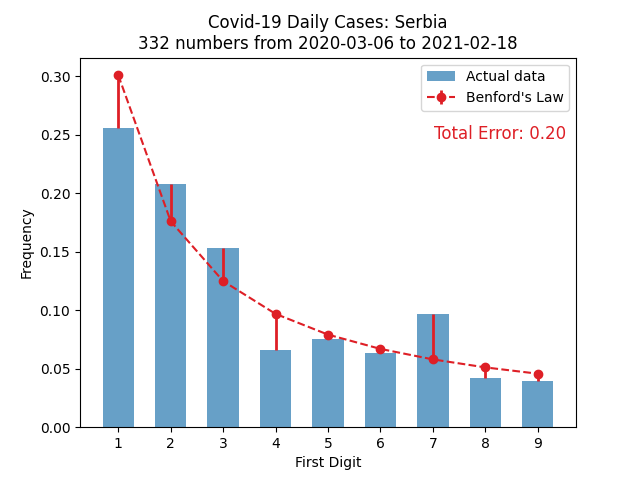 Covid-19 Daily Cases: Serbia
332 numbers from 2020-03-06 to 2021-02-18
Actual data
Benford's Law
Total Error: 0.20
Frequency
0.30
0.25
0.20
0.15
0.10
0.05
0.00
1 2 3 4 5 6 7 8 9
First Digit